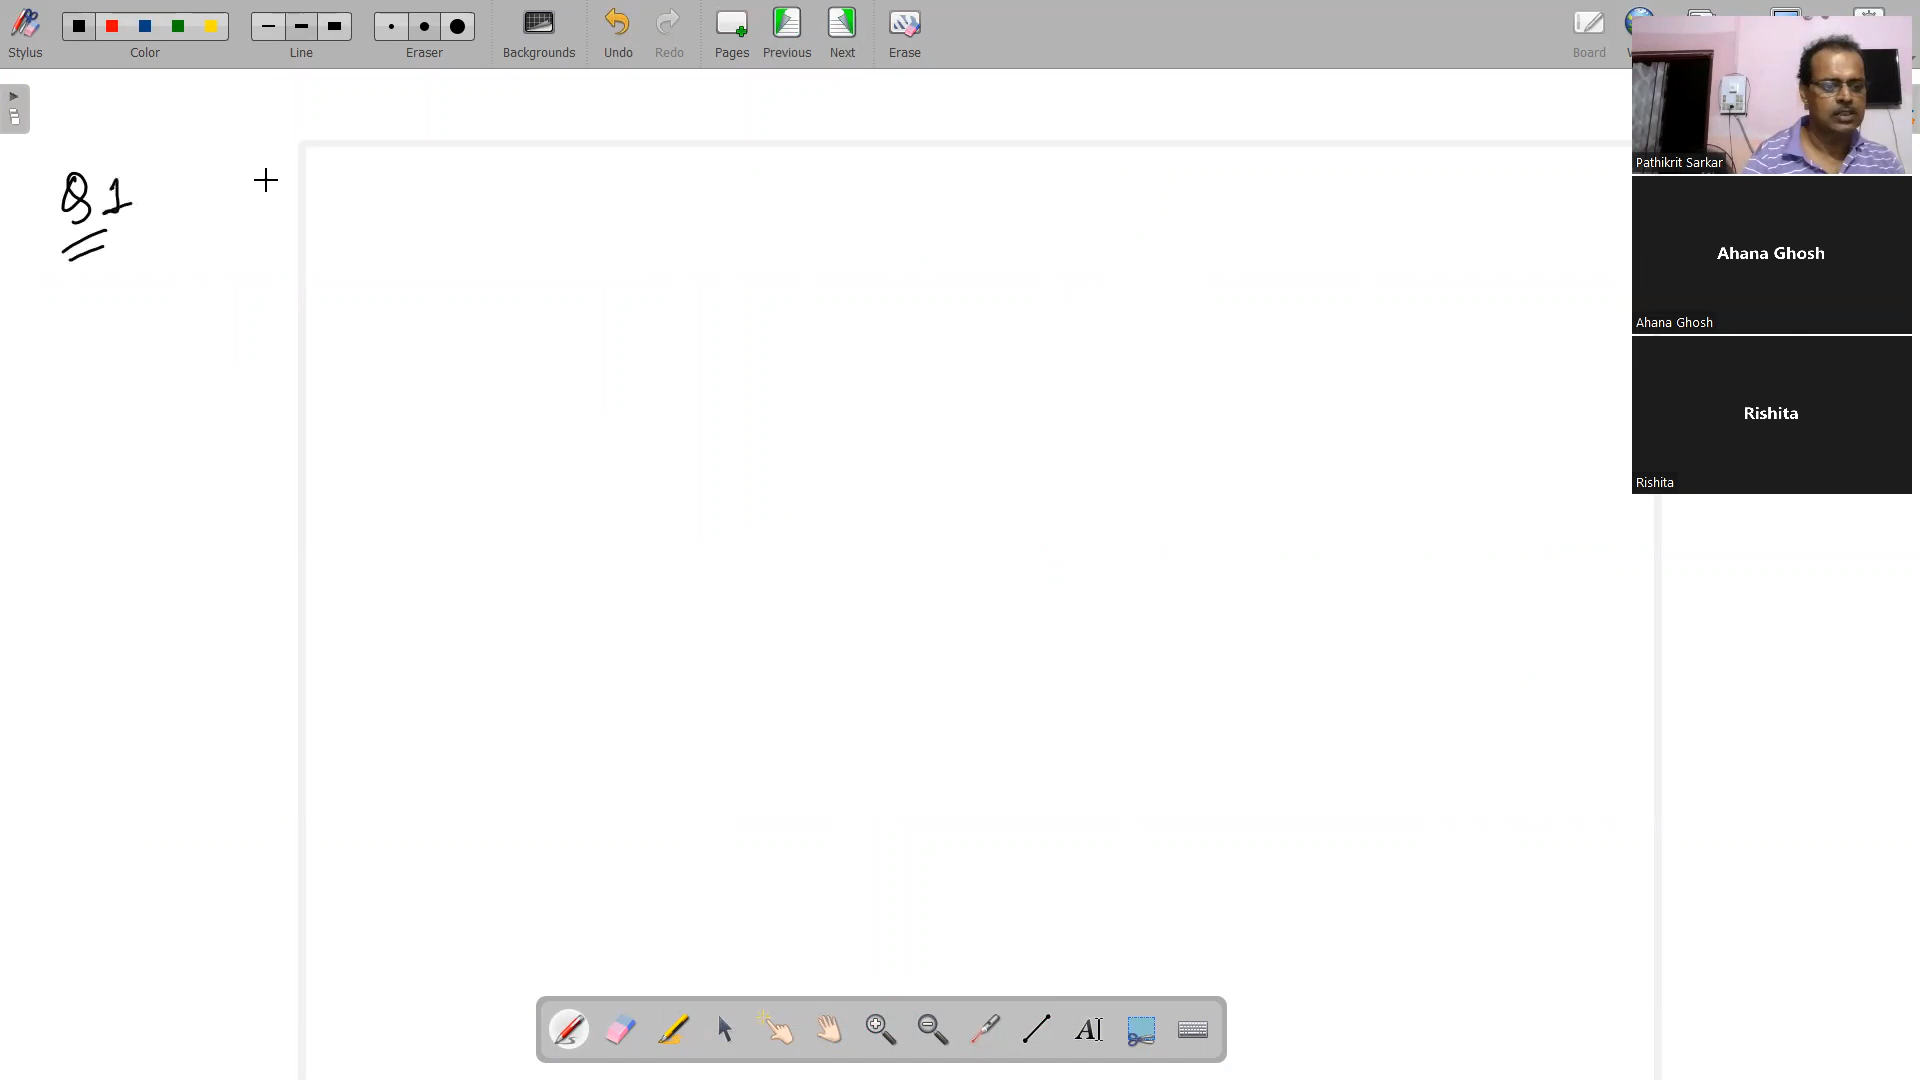 Stylus Color Line Eraser Backgrounds Undo Redo Pages Previous Next Erase Board
Q1
Pathikrit Sarkar
Ahana Ghosh
Ahana Ghosh
Rishita
Rishita